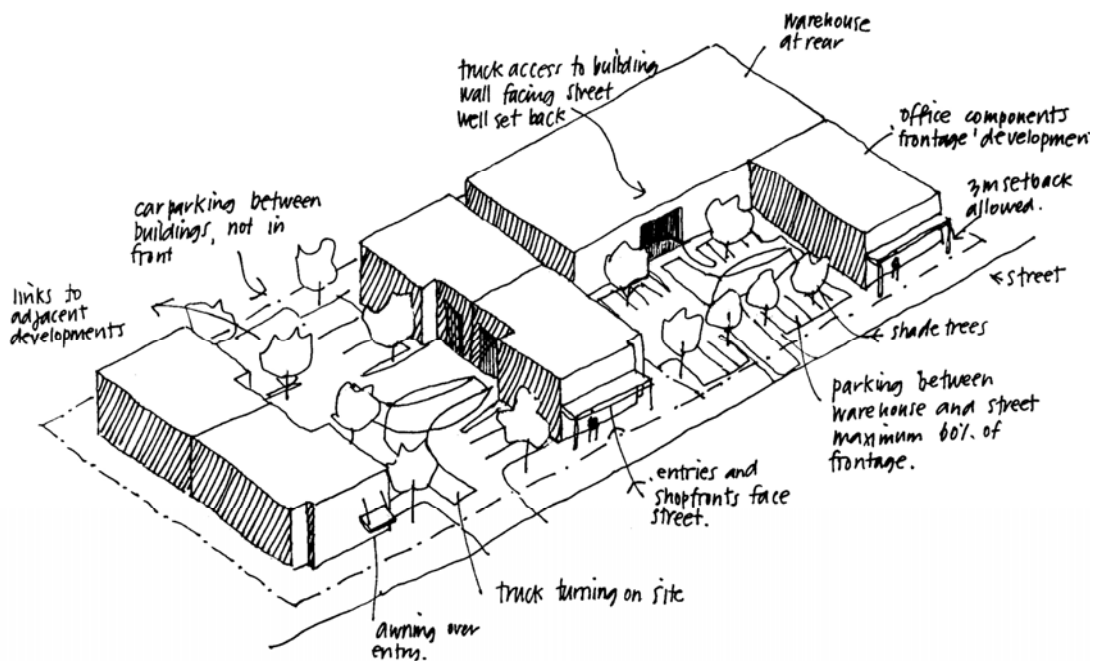 warehouse
at rear
truck access to building
wall facing street
well set back
office components
'frontage' developmen
3m setback
allowed.
car parking between
buildings, not in
front
links to
adjacent
developments
street
shade trees
parking between
warehouse and street
maximum 60% of
frontage.
entries and
shopfronts face
street.
truck turning on site
awning over
entry.